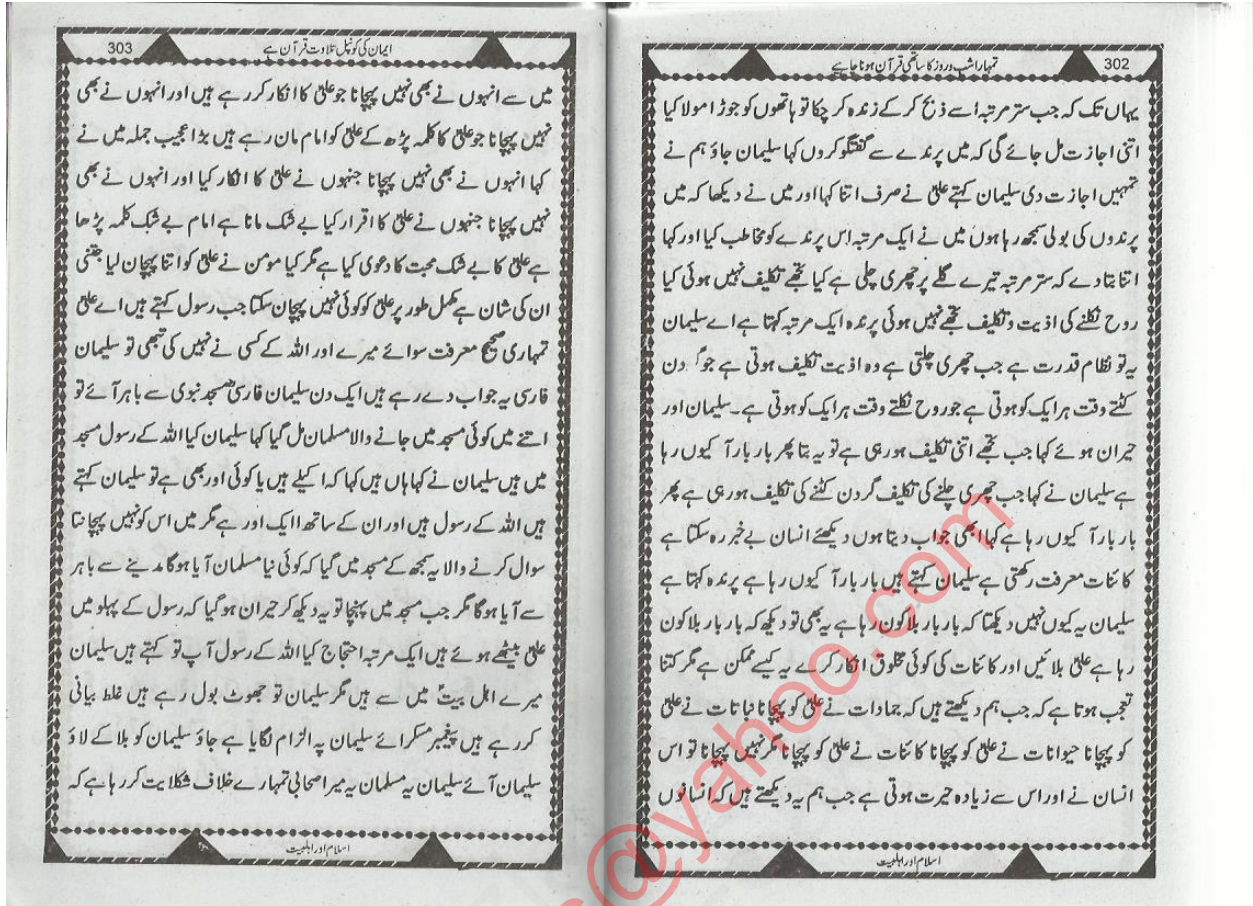 302
تمہارا شب و روز کا ساتھی قرآن ہونا چاہیے
یہاں تک کہ جب ستر مرتبہ اسے ذبح کر کے زندہ کر چکا تو ہاتھوں کو جوڑا مولا کیا
اتنی اجازت مل جائے گی کہ میں پرندے سے گفتگو کروں کہا سلیمان جاؤ ہم نے
تمہیں اجازت دی سلیمان کہتے علیؑ نے صرف اتنا کہا اور میں نے دیکھا کہ میں
پرندوں کی بولی سمجھ رہا ہوں میں نے ایک مرتبہ اس پرندے کو مخاطب کیا اور کہا
اتنا بتا دے کہ ستر مرتبہ تیرے گلے پر چھری چلی ہے کیا تجھے تکلیف نہیں ہوئی کیا
روح نکلنے کی اذیت و تکلیف تجھے نہیں ہوئی پرندہ ایک مرتبہ کہتا ہے اے سلیمان
یہ تو نظام قدرت ہے جب چھری چلتی ہے وہ اذیت تکلیف ہوتی ہے جو دن
کٹتے وقت ہر ایک کو ہوتی ہے جو روح نکلتے وقت ہر ایک کو ہوتی ہے۔ سلیمان اور
حیران ہوئے کہا جب تجھے اتنی تکلیف ہو رہی ہے تو یہ بتا پھر بار بار آ کیوں رہا
ہے سلیمان نے کہا جب چھری چلنے کی تکلیف گردن کٹنے کی تکلیف ہو رہی ہے پھر
بار بار آ کیوں رہا ہے کہا ابھی جواب دیتا ہوں دیکھئے انسان بے خبر رہ سکتا ہے
کائنات معرفت رکھتی ہے سلیمان کہتے ہیں بار بار آ کیوں رہا ہے پرندہ کہتا ہے
سلیمان یہ کیوں نہیں دیکھتا کہ بار بار بلا کون رہا ہے یہ بھی تو دیکھ کہ بار بار بلا کون
رہا ہے علیؑ بلائیں اور کائنات کی کوئی مخلوق انکار کرے یہ کیسے ممکن ہے مگر کتنا
تعجب ہوتا ہے کہ جب ہم دیکھتے ہیں کہ جمادات نے علیؑ کو پہچانا نباتات نے علیؑ
کو پہچانا حیوانات نے علیؑ کو پہچانا کائنات نے علیؑ کو پہچانا مگر نہیں پہچانا تو اس
انسان نے اور اس سے زیادہ حیرت ہوتی ہے جب ہم یہ دیکھتے ہیں کہ انسانوں
اسلام اور اہلبیت
303
ایمان کی کونپل تلاوت قرآن ہے
میں سے انہوں نے بھی نہیں پہچانا جو علیؑ کا انکار کر رہے ہیں اور انہوں نے بھی
نہیں پہچانا جو علیؑ کا کلمہ پڑھ کے علیؑ کو امام مان رہے ہیں بڑا عجیب جملہ میں نے
کہا انہوں نے بھی نہیں پہچانا جنہوں نے علیؑ کا انکار کیا اور انہوں نے بھی
نہیں پہچانا جنہوں نے علیؑ کا اقرار کیا بے شک مانا ہے امام بے شک کلمہ پڑھا
ہے علیؑ کا بے شک محبت کا دعوی کیا ہے مگر کیا مومن نے علیؑ کو اتنا پہچان لیا جتنی
ان کی شان ہے مکمل طور پر علیؑ کو کوئی نہیں پہچان سکتا جب رسول کہتے ہیں اے علیؑ
تمہاری صحیح معرفت سوائے میرے اور اللہ کے کسی نے نہیں کی تبھی تو سلیمان
فارسی یہ جواب دے رہے ہیں ایک دن سلیمان فارسیؓ مسجد نبوی سے باہر آئے تو
اتنے میں کوئی مسجد میں جانے والا مسلمان مل گیا کہا سلیمان کیا اللہ کے رسول مسجد
میں ہیں سلیمان نے کہا ہاں ہیں کہا کہ اکیلے ہیں یا کوئی اور بھی ہے تو سلیمان کہتے
ہیں اللہ کے رسول ہیں اور ان کے ساتھ اایک اور ہے مگر میں اس کو نہیں پہچانتا
سوال کرنے والا یہ سمجھ کے مسجد میں گیا کہ کوئی نیا مسلمان آیا ہوگا مدینے سے باہر
سے آیا ہوگا مگر جب مسجد میں پہنچا تو یہ دیکھ کر حیران ہو گیا کہ رسول کے پہلو میں
علیؑ بیٹھے ہوئے ہیں ایک مرتبہ احتجاج کیا اللہ کے رسول آپ تو کہتے ہیں سلیمان
میرے اہل بیتؑ میں سے ہیں مگر سلیمان تو جھوٹ بول رہے ہیں غلط بیانی
کر رہے ہیں پیغمبر مسکرائے سلیمان پہ الزام لگایا ہے جاؤ سلیمان کو بلا کے لاؤ
سلیمان آئے سلیمان یہ مسلمان یہ میرا صحابی تمہارے خلاف شکایت کر رہا ہے کہ
اسلام اور اہلبیت
s@yahoo.com